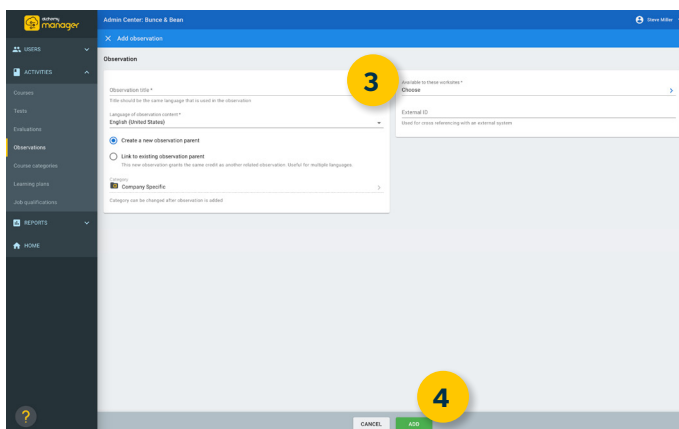 alchemy
manager
Admin Center: Bunce & Bean
Steve Miller
× Add observation
USERS
ACTIVITIES
Courses
Tests
Evaluations
Observations
Course categories
Learning plans
Job qualifications
REPORTS
HOME
?
Observation
Observation title *
Title should be the same language that is used in the observation
Language of observation content *
English (United States)
Create a new observation parent
Link to existing observation parent
This new observation grants the same credit as another related observation. Useful for multiple languages.
Category
Company Specific
Category can be changed after observation is added
3
Available to these worksites *
Choose
External ID
Used for cross referencing with an external system
4
CANCEL
ADD